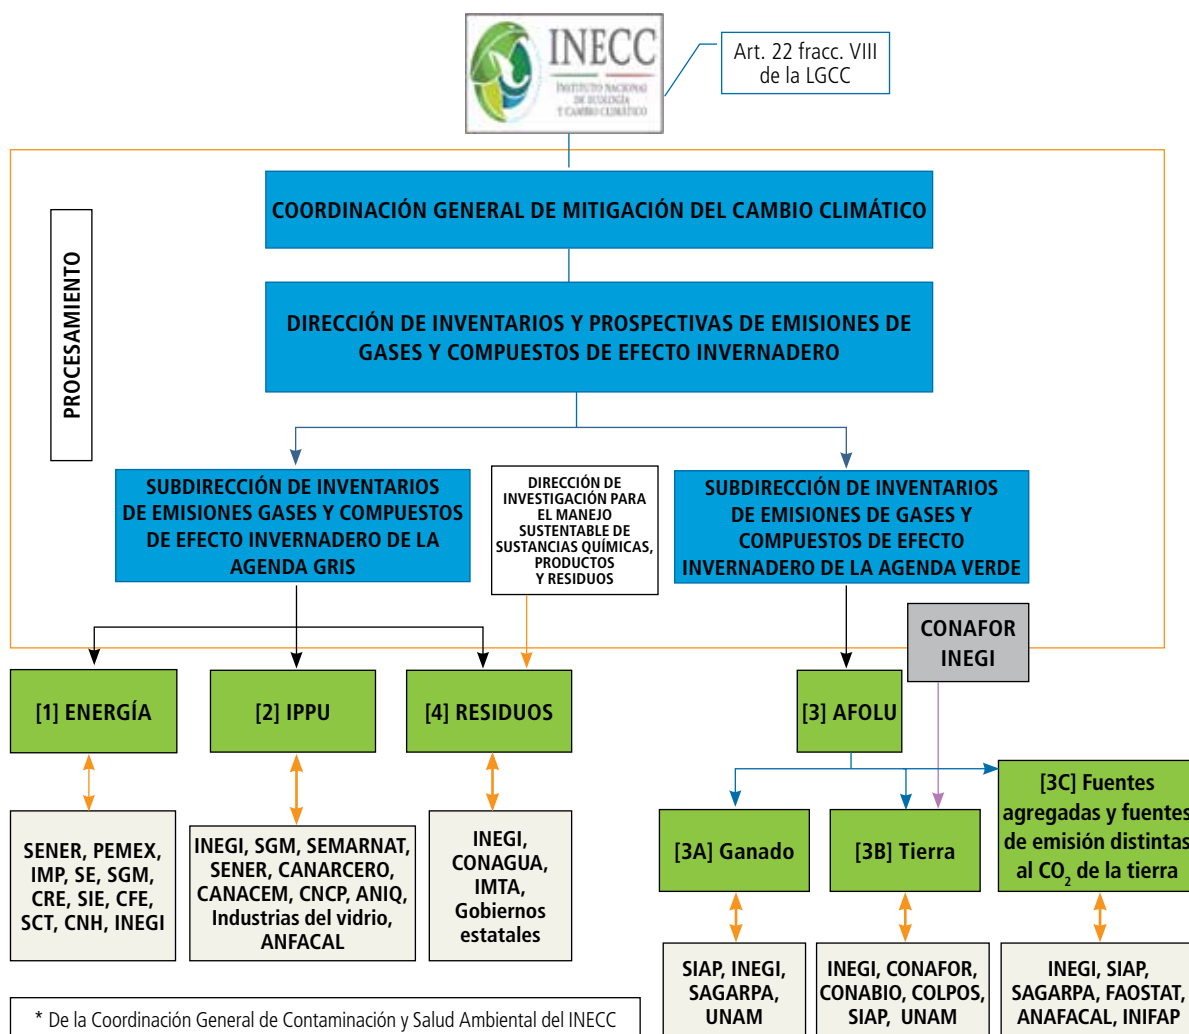 INECC
INSTITUTO NACIONAL
DE ECOLOGÍA
Y CAMBIO CLIMÁTICO
Art. 22 fracc. VIII
de la LGCC
PROCESAMIENTO
COORDINACIÓN GENERAL DE MITIGACIÓN DEL CAMBIO CLIMÁTICO
DIRECCIÓN DE INVENTARIOS Y PROSPECTIVAS DE EMISIONES DE
GASES Y COMPUESTOS DE EFECTO INVERNADERO
SUBDIRECCIÓN DE INVENTARIOS
DE EMISIONES GASES Y COMPUESTOS
DE EFECTO INVERNADERO DE LA
AGENDA GRIS
DIRECCIÓN DE
INVESTIGACIÓN PARA
EL MANEJO
SUSTENTABLE DE
SUSTANCIAS QUÍMICAS,
PRODUCTOS
Y RESIDUOS
SUBDIRECCIÓN DE INVENTARIOS
DE EMISIONES DE GASES Y
COMPUESTOS DE EFECTO
INVERNADERO DE LA AGENDA VERDE
CONAFOR
INEGI
[1] ENERGÍA
[2] IPPU
[4] RESIDUOS
[3] AFOLU
SENER, PEMEX,
IMP, SE, SGM,
CRE, SIE, CFE,
SCT, CNH, INEGI
INEGI, SGM, SEMARNAT,
SENER, CANARCERO,
CANACEM, CNCP, ANIQ,
Industrias del vidrio,
ANFACAL
INEGI,
CONAGUA,
IMTA,
Gobiernos
estatales
[3A] Ganado
[3B] Tierra
[3C] Fuentes
agregadas y fuentes
de emisión distintas
al CO₂ de la tierra
SIAP, INEGI,
SAGARPA,
UNAM
INEGI, CONAFOR,
CONABIO, COLPOS,
SIAP, UNAM
INEGI, SIAP,
SAGARPA, FAOSTAT,
ANAFACAL, INIFAP
* De la Coordinación General de Contaminación y Salud Ambiental del INECC